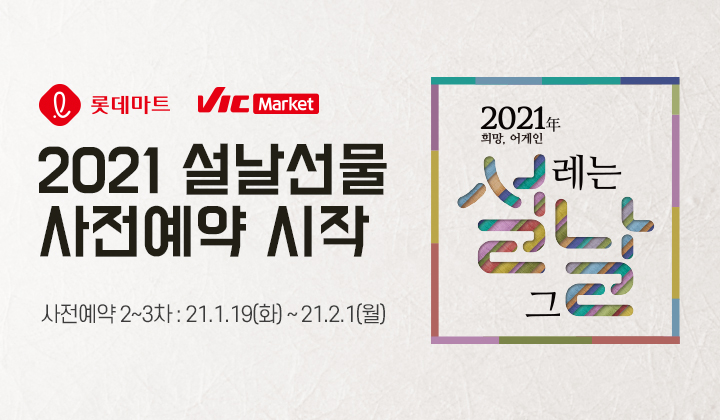 롯데마트 VIC Market
2021 설날선물
사전예약 시작
사전예약 2~3차 : 21.1.19(화) ~ 21.2.1(월)
2021年
희망, 어게인
설레는
그날